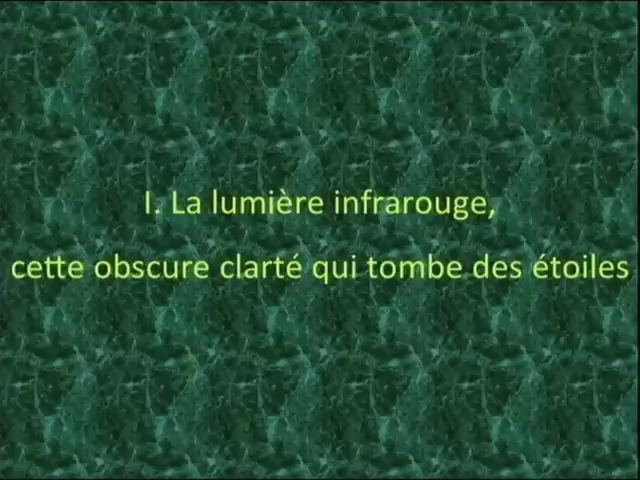 I. La lumière infrarouge,
cette obscure clarté qui tombe des étoiles